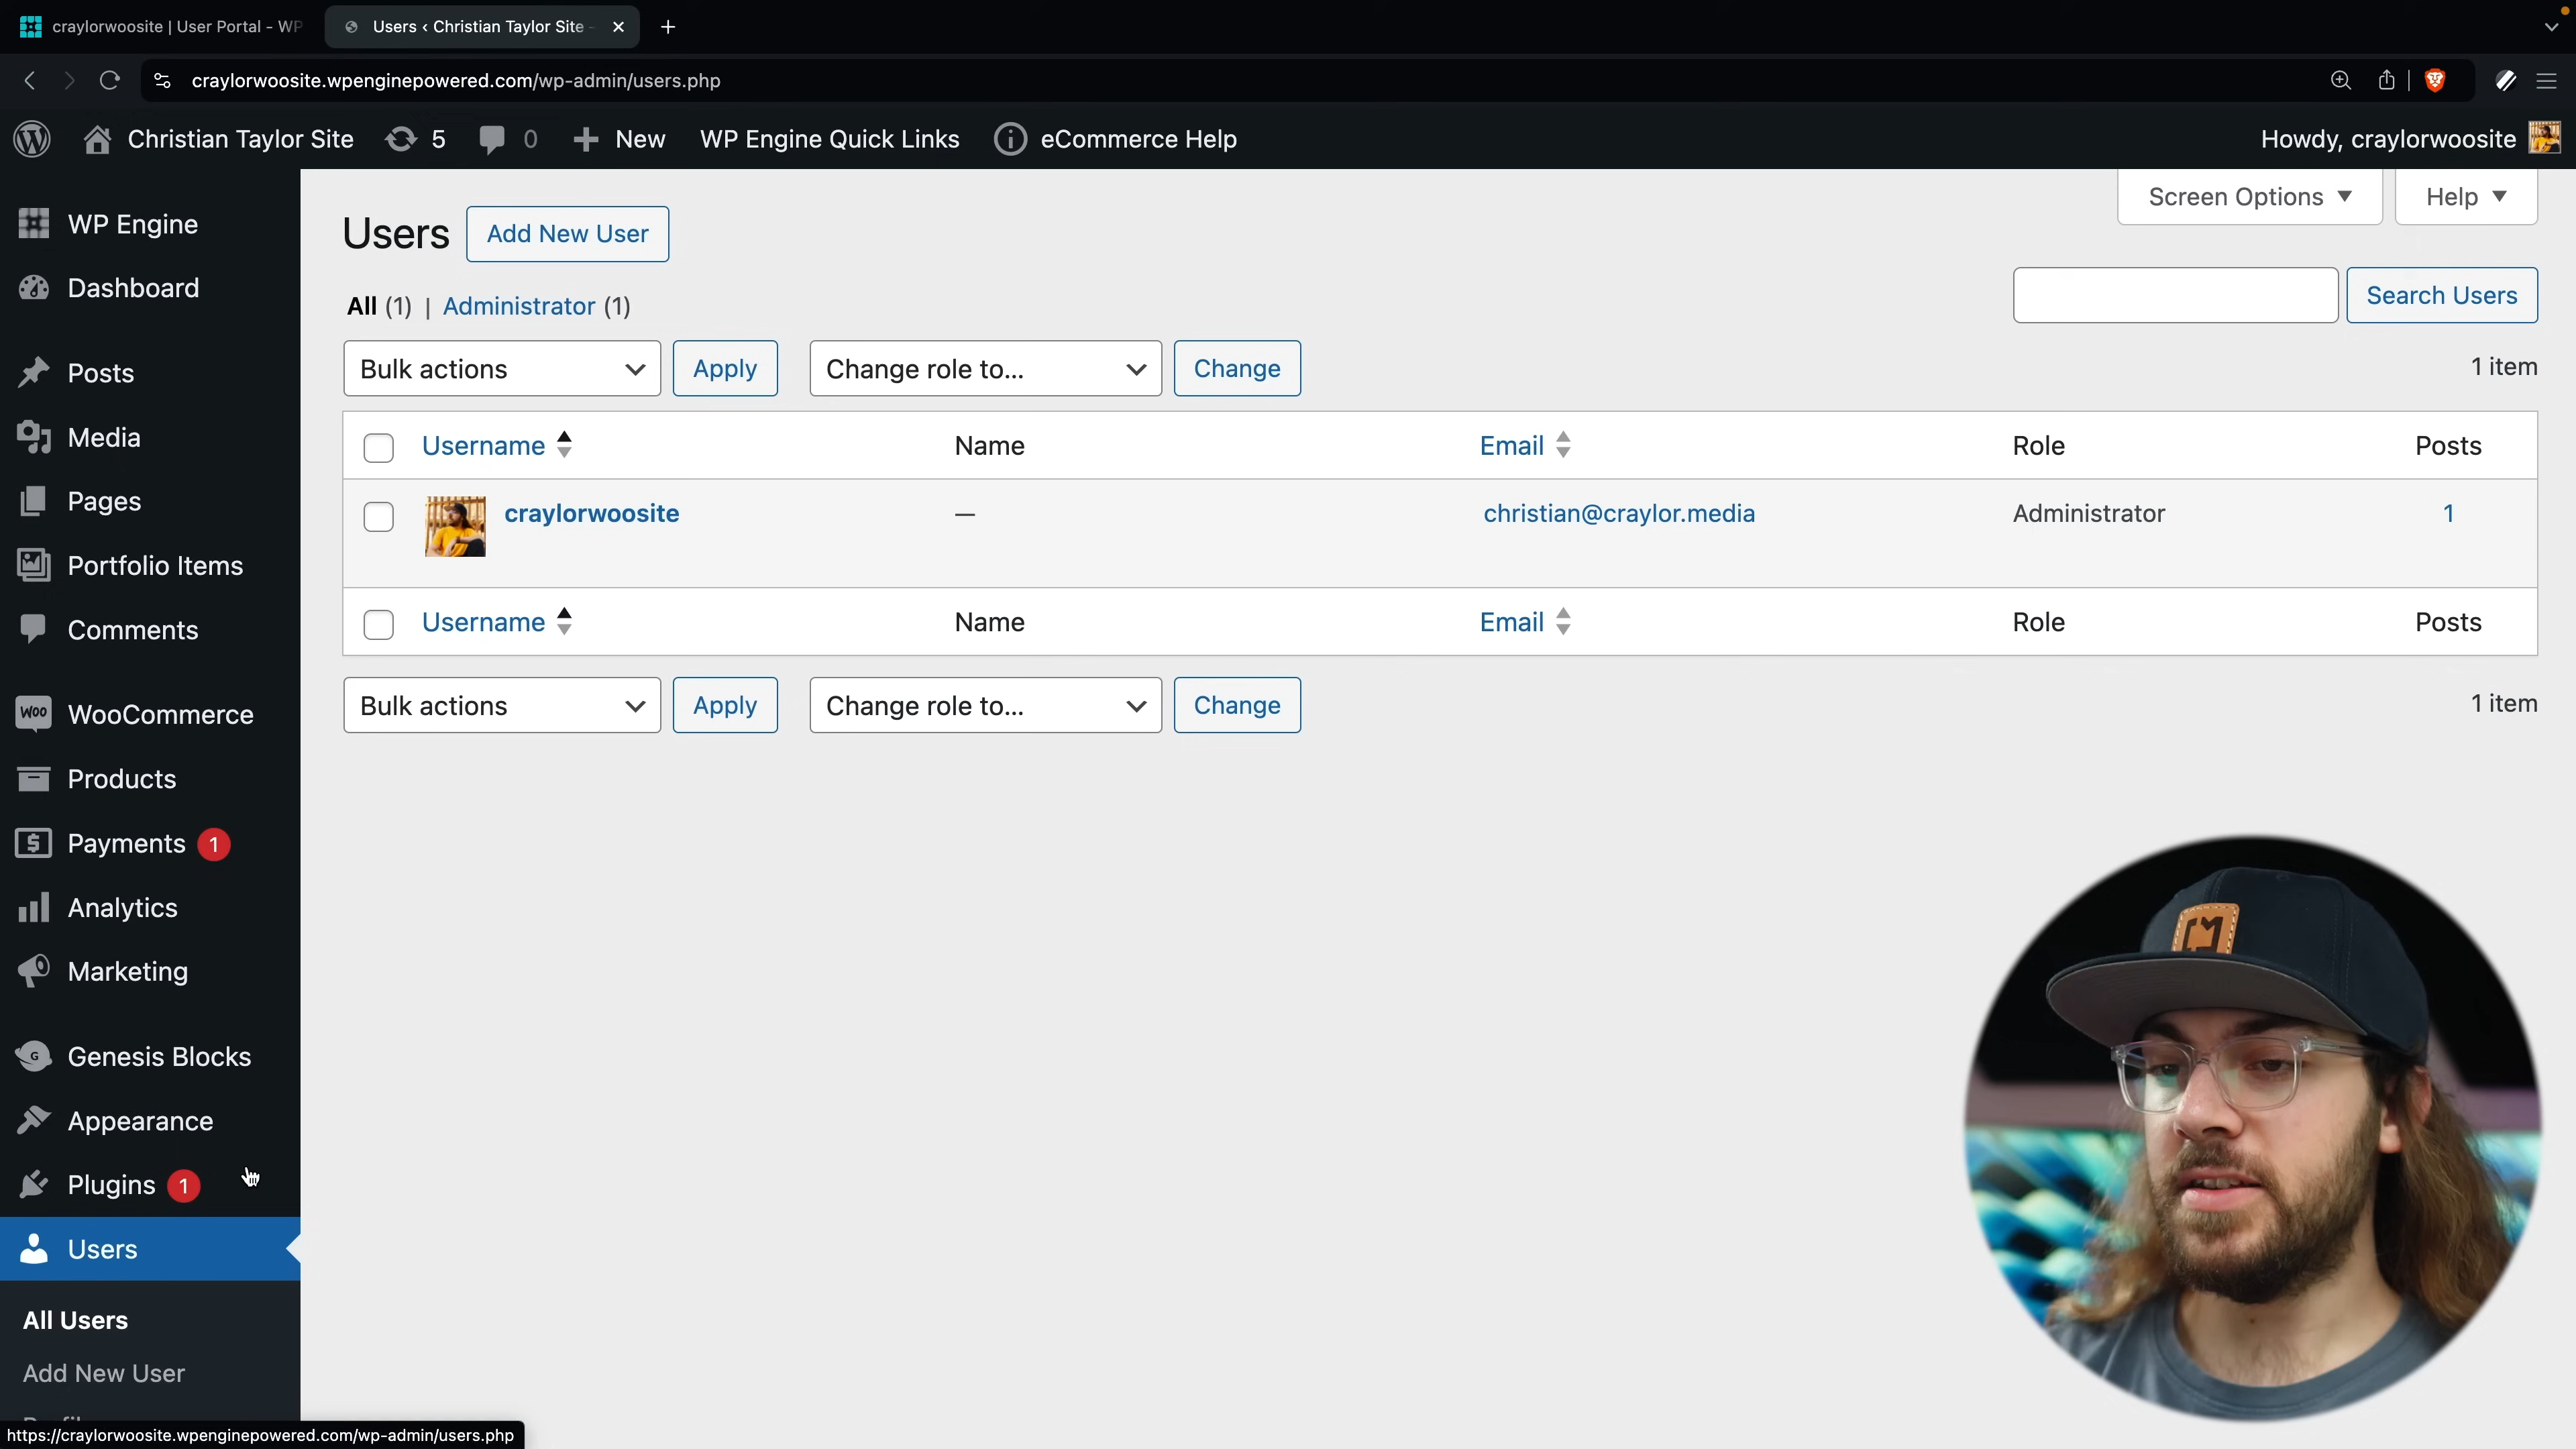 craylorwoosite | User Portal - WP
Users ‹ Christian Taylor Site -
craylorwoosite.wpenginepowered.com/wp-admin/users.php
Christian Taylor Site 5 0 New WP Engine Quick Links eCommerce Help Howdy, craylorwoosite
WP Engine
Dashboard
Posts
Media
Pages
Portfolio Items
Comments
WOO WooCommerce
Products
Payments 1
Analytics
Marketing
G Genesis Blocks
Appearance
Plugins 1
Users
All Users
Add New User
https://craylorwoosite.wpenginepowered.com/wp-admin/users.php
Screen Options Help
Users Add New User
All (1) | Administrator (1)
Search Users
Bulk actions Apply Change role to... Change 1 item
Username Name Email Role Posts
craylorwoosite — christian@craylor.media Administrator 1
Username Name Email Role Posts
Bulk actions Apply Change role to... Change 1 item